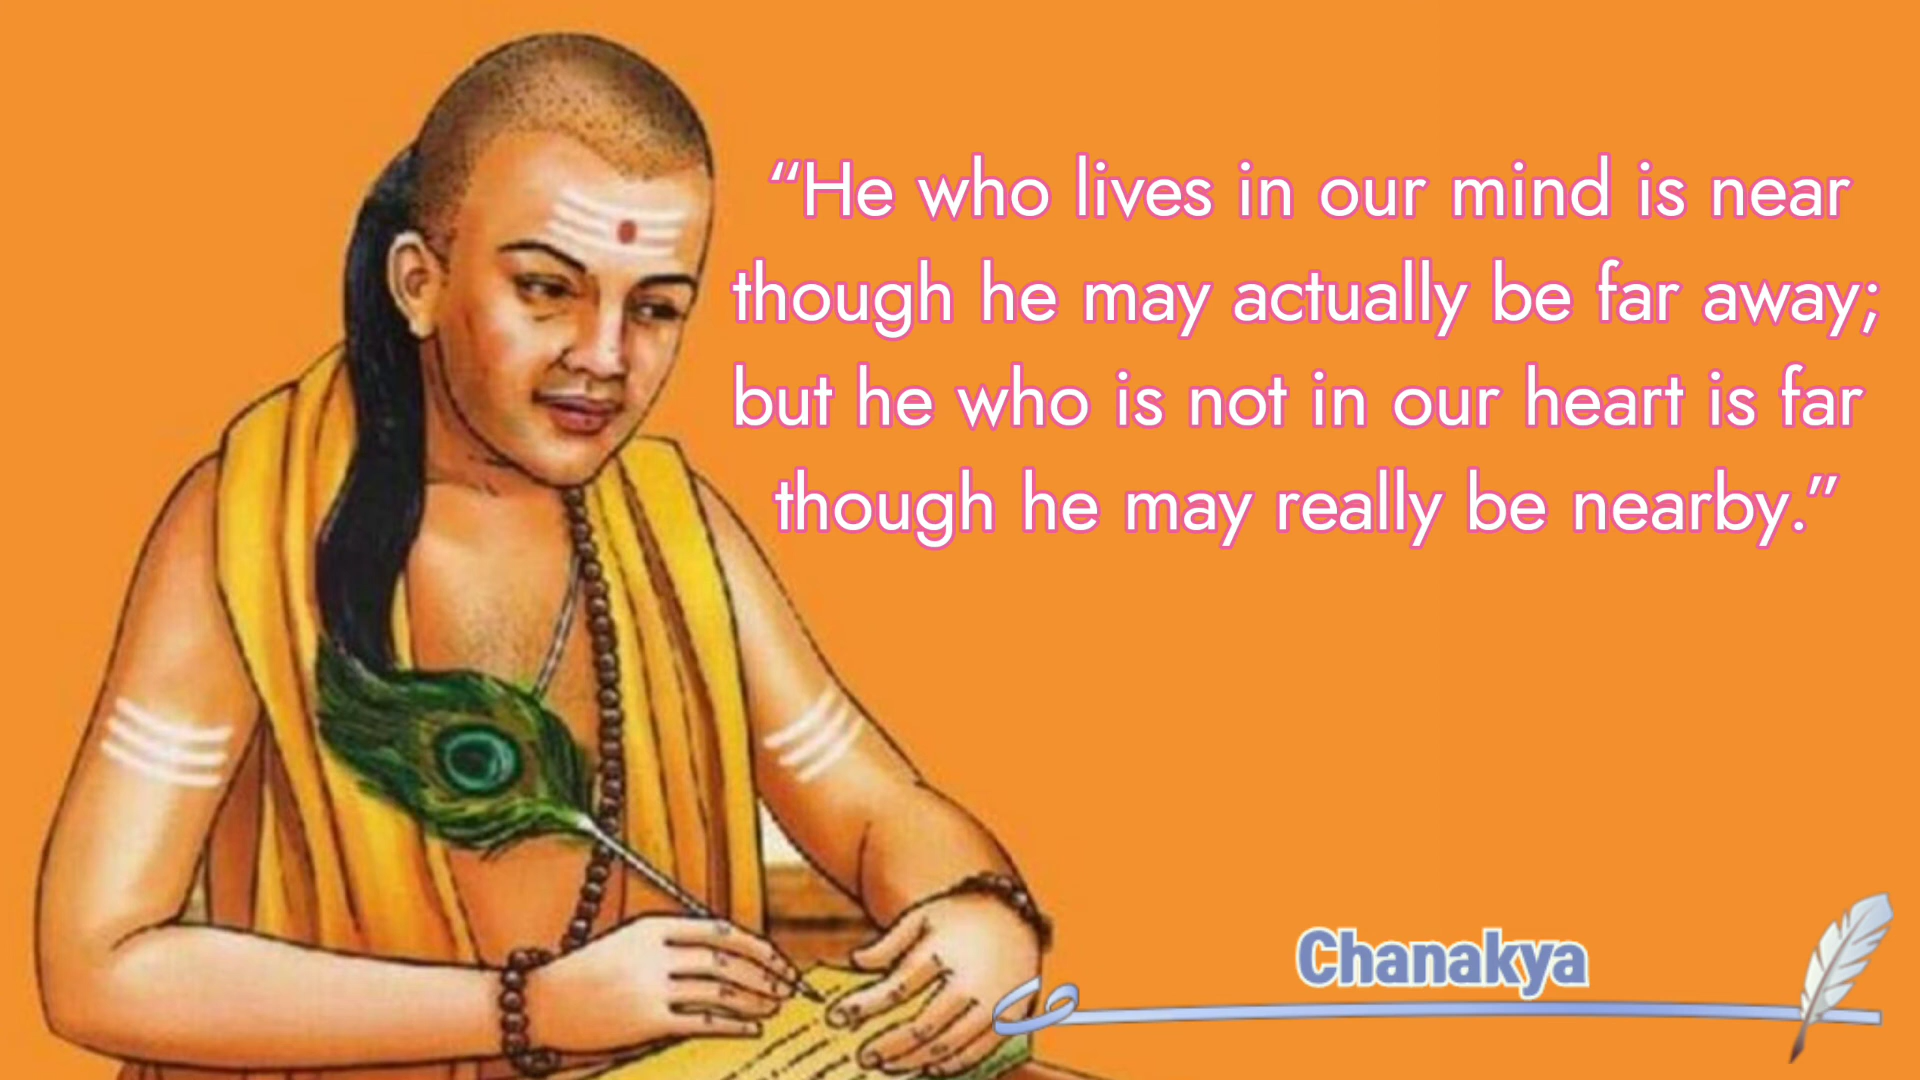 “He who lives in our mind is near
though he may actually be far away;
but he who is not in our heart is far
though he may really be nearby.”
Chanakya